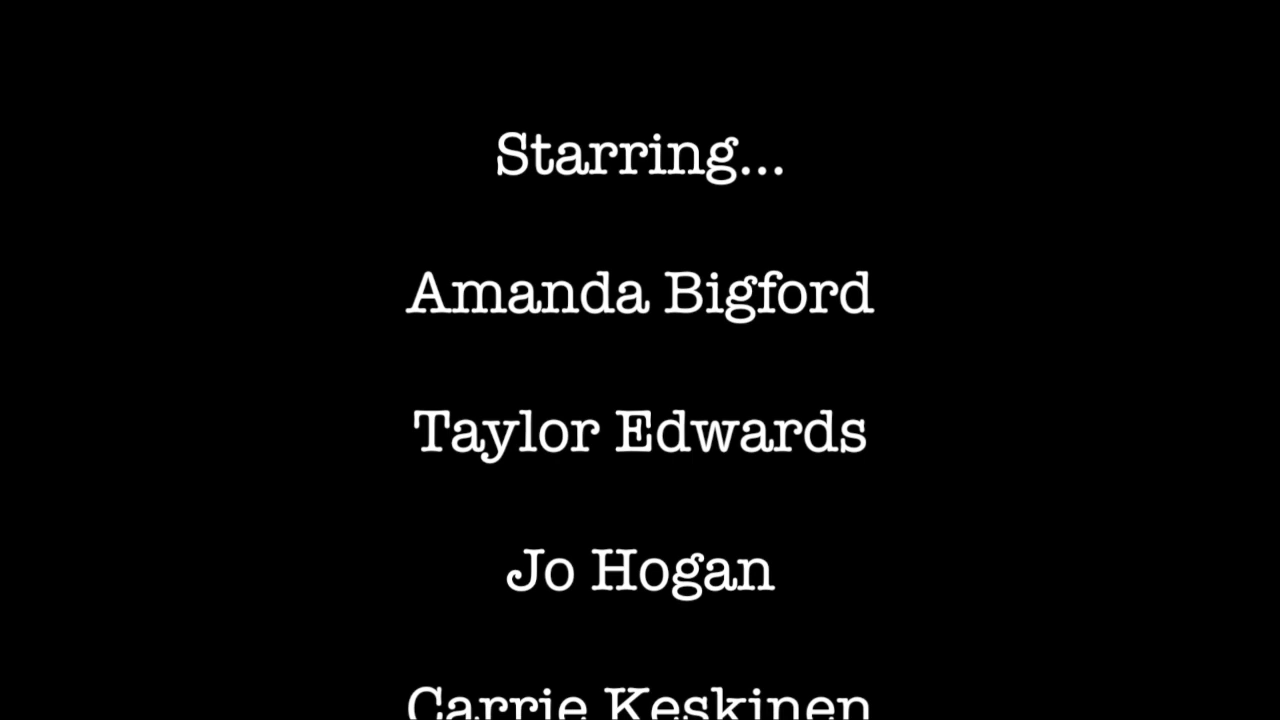 Starring...
Amanda Bigford
Taylor Edwards
Jo Hogan
Carrie Keskinen